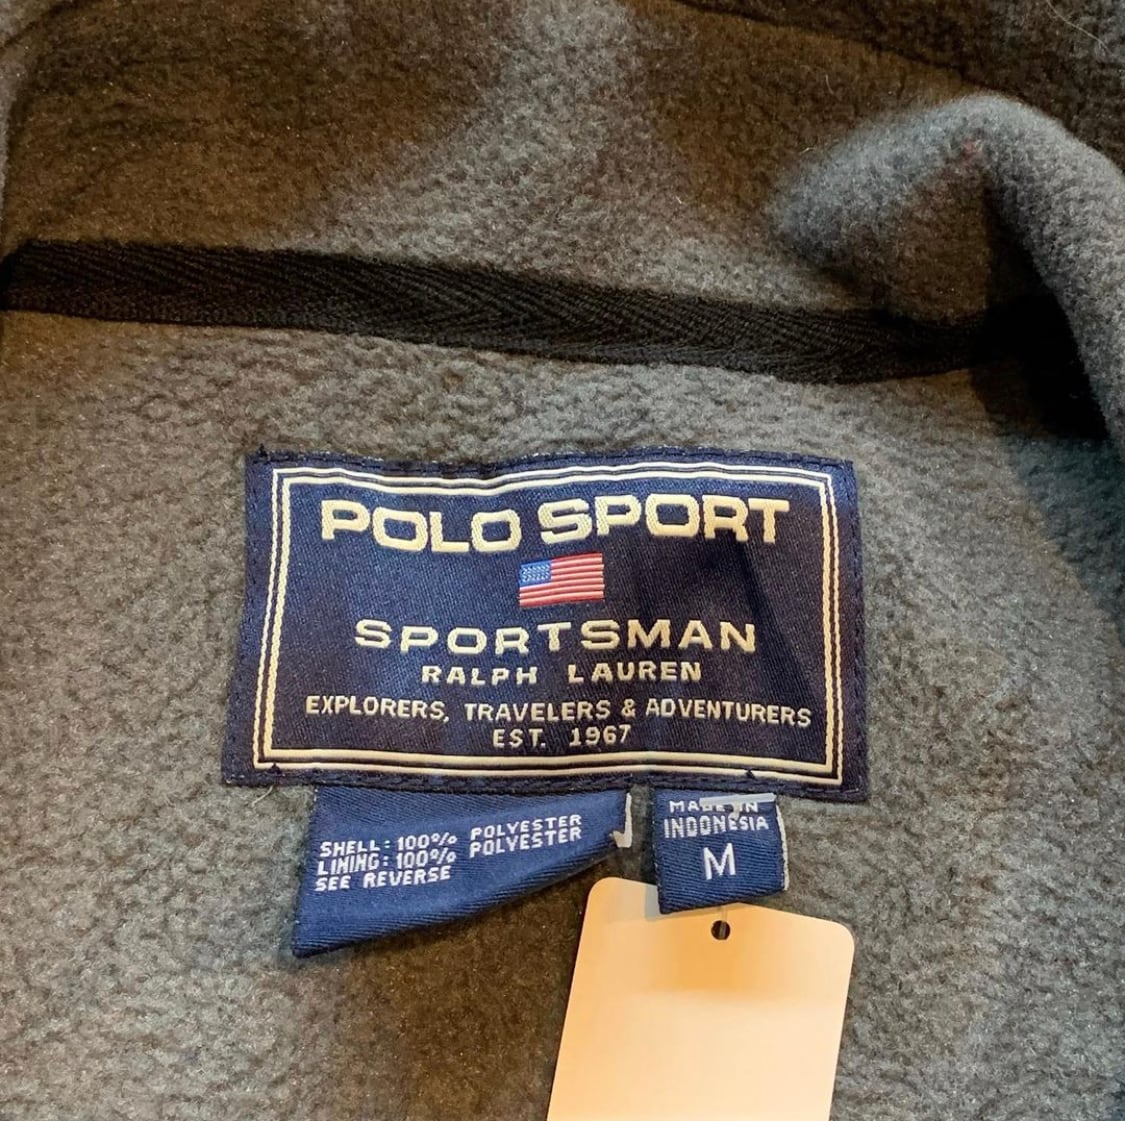 POLO SPORT
SPORTSMAN
RALPH LAUREN
EXPLORERS, TRAVELERS & ADVENTURERS
EST. 1967
SHELL: 100% POLYESTER
LINING: 100% POLYESTER
SEE REVERSE
MADE IN
INDONESIA
M